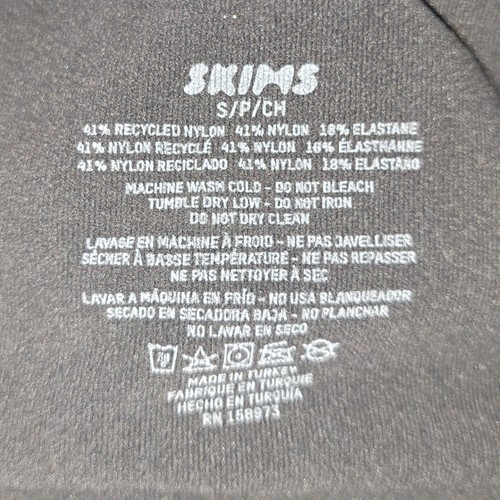 SKIMS
S/P/CH
41% RECYCLED NYLON 41% NYLON 18% ELASTANE
41% NYLON RECYCLÉ 41% NYLON 18% ÉLASTHANNE
41% NYLON RECICLADO 41% NYLON 18% ELASTANO
MACHINE WASH COLD - DO NOT BLEACH
TUMBLE DRY LOW - DO NOT IRON
DO NOT DRY CLEAN
LAVAGE EN MACHINE À FROID - NE PAS JAVELLISER
SÉCHER À BASSE TEMPÉRATURE - NE PAS REPASSER
NE PAS NETTOYER À SEC
LAVAR A MÁQUINA EN FRÍO - NO USA BLANQUEADOR
SECADO EN SECADORA BAJA - NO PLANCHAR
NO LAVAR EN SECO
MADE IN TURKEY
FABRIQUÉ EN TURQUIE
HECHO EN TURQUÍA
RN 158973